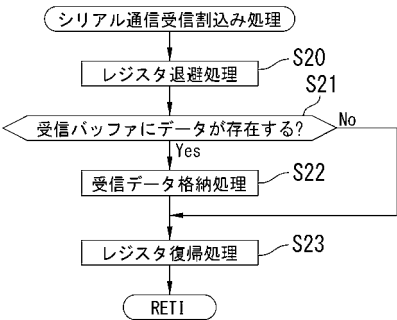 シリアル通信受信割込み処理
レジスタ退避処理
S20
S21
受信バッファにデータが存在する?
No
Yes
受信データ格納処理
S22
レジスタ復帰処理
S23
RETI